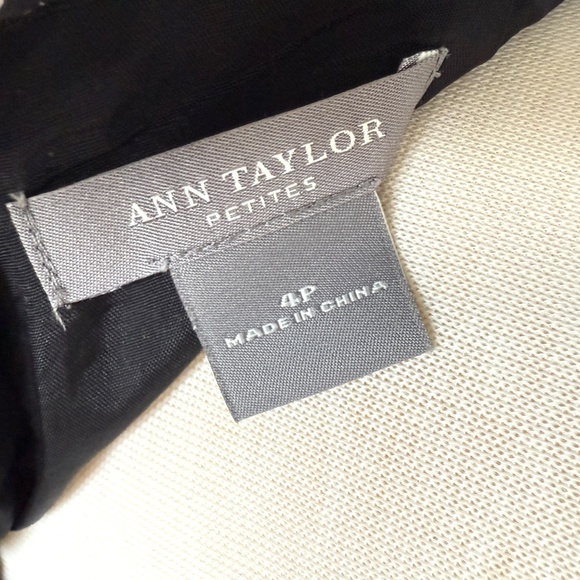 ANN TAYLOR
PETITES
4P
MADE IN CHINA